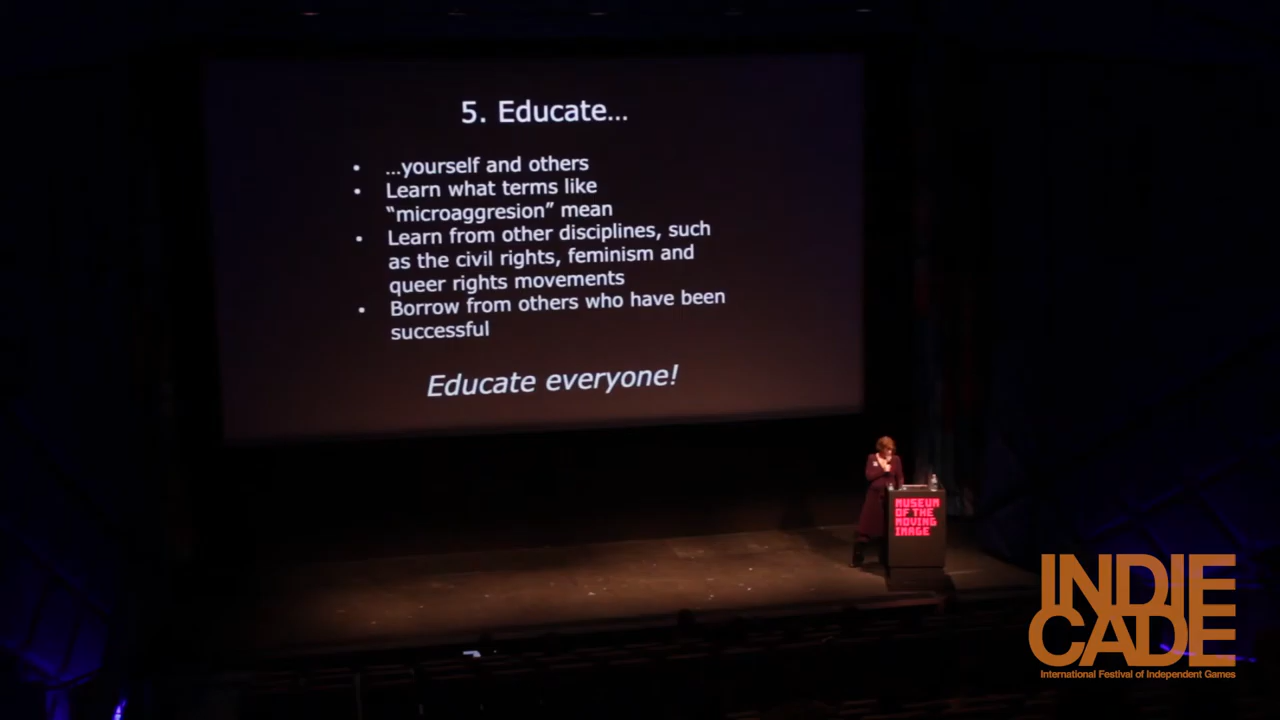 5. Educate...
• ...yourself and others
• Learn what terms like
“microaggresion” mean
• Learn from other disciplines, such
as the civil rights, feminism and
queer rights movements
• Borrow from others who have been
successful
Educate everyone!
MUSEUM
OF THE
MOVING
IMAGE
INDIE
CADE
International Festival of Independent Games